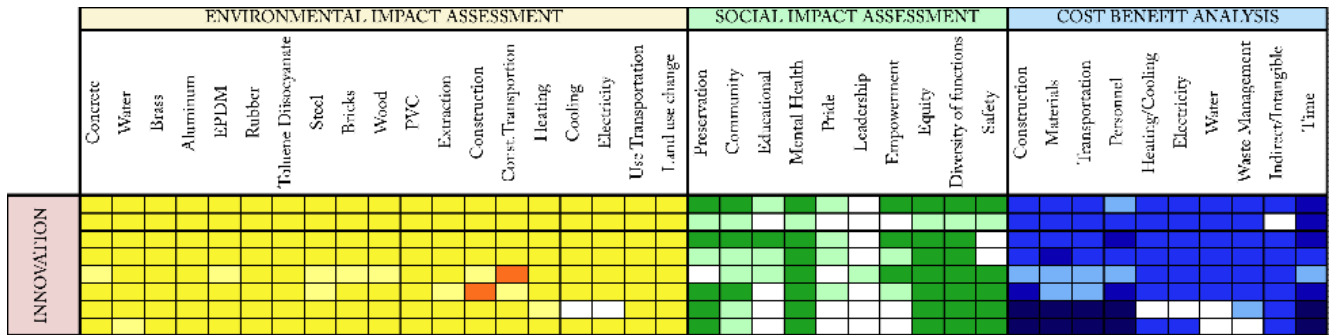 ENVIRONMENTAL IMPACT ASSESSMENT
SOCIAL IMPACT ASSESSMENT
COST BENEFIT ANALYSIS
Concrete
Water
Brass
Aluminum
EPDM
Rubber
Toluene Diisocyanate
Steel
Bricks
Wood
PVC
Extraction
Construction
Const.Transportion
Heating
Cooling
Electricity
Use Transportation
Land use change
Preservation
Community
Educational
Mental Health
Pride
Leadership
Empowerment
Equity
Diversity of functions
Safety
Construction
Materials
Transportation
Personnel
Heating/Cooling
Electricity
Water
Waste Management
Indirect/Intangible
Time
INNOVATION